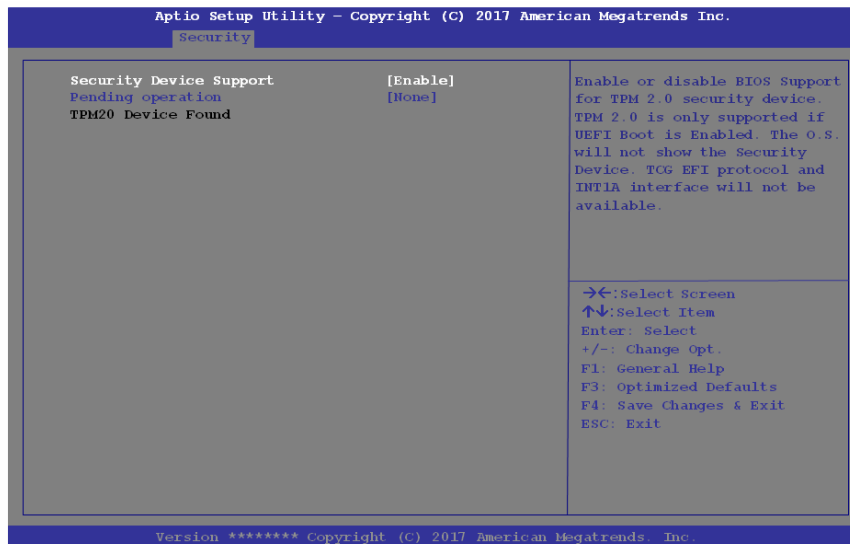 Aptio Setup Utility – Copyright (C) 2017 American Megatrends Inc.
Security
Security Device Support [Enable]
Pending operation [None]
TPM20 Device Found
Enable or disable BIOS Support
for TPM 2.0 security device.
TPM 2.0 is only supported if
UEFI Boot is Enabled. The O.S.
will not show the Security
Device. TCG EFI protocol and
INT1A interface will not be
available.
→←:Select Screen
↑↓:Select Item
Enter: Select
+/-: Change Opt.
F1: General Help
F3: Optimized Defaults
F4: Save Changes & Exit
ESC: Exit
Version ******** Copyright (C) 2017 American Megatrends. Inc.